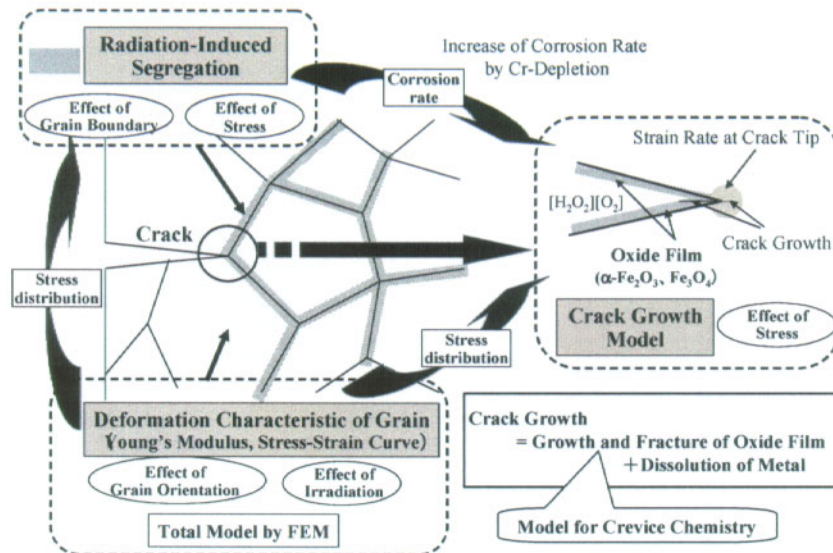 Radiation-Induced
Segregation
Effect of
Grain Boundary
Effect of
Stress
Increase of Corrosion Rate
by Cr-Depletion
Corrosion
rate
Strain Rate at Crack Tip
[H₂O₂][O₂]
Crack Growth
Oxide Film
(α-Fe₂O₃、Fe₃O₄)
Crack Growth
Model
Effect of
Stress
Crack
Stress
distribution
Stress
distribution
Deformation Characteristic of Grain
(Young's Modulus, Stress-Strain Curve)
Effect of
Grain Orientation
Effect of
Irradiation
Total Model by FEM
Crack Growth
= Growth and Fracture of Oxide Film
+Dissolution of Metal
Model for Crevice Chemistry